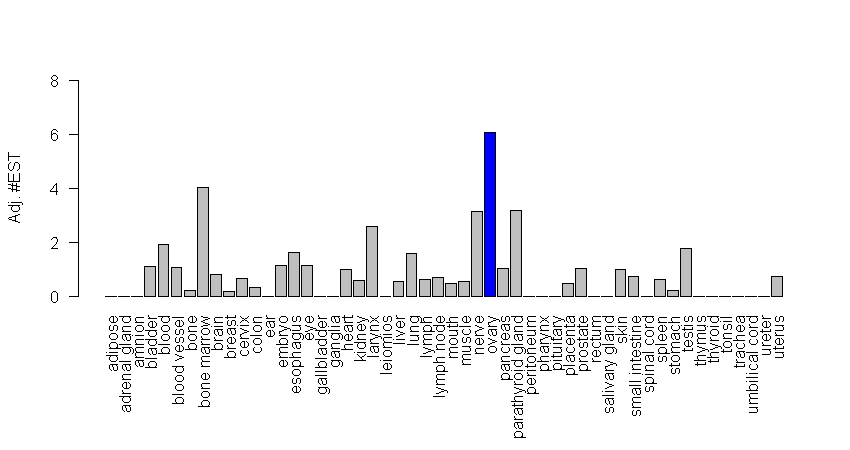 8
6
4
2
0
Adj. #EST
adipose
adrenal gland
amnion
bladder
blood
blood vessel
bone
bone marrow
brain
breast
cervix
colon
ear
embryo
esophagus
eye
gallbladder
ganglia
heart
kidney
larynx
leiomios
liver
lung
lymph
lymph node
mouth
muscle
nerve
ovary
pancreas
parathyroid gland
peritoneum
pharynx
pituitary
placenta
prostate
rectum
salivary gland
skin
small intestine
spinal cord
spleen
stomach
testis
thymus
thyroid
tonsil
trachea
umbilical cord
ureter
uterus